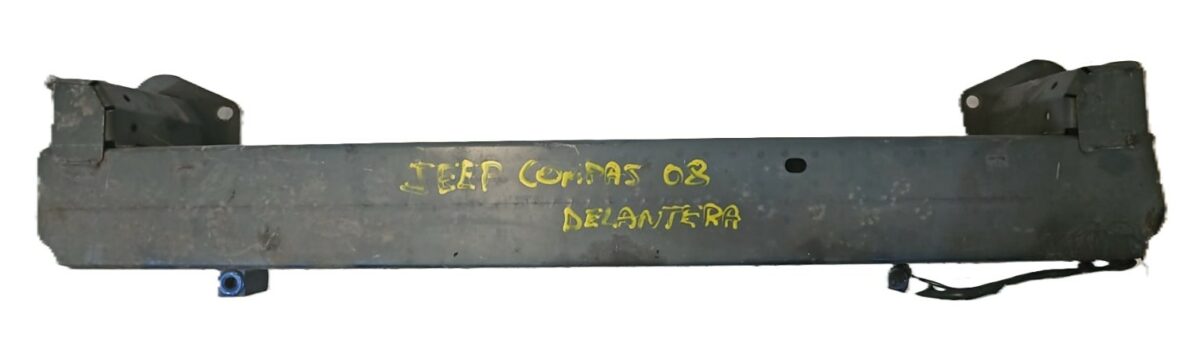 JEEP COMPAS 08
DELANTERA